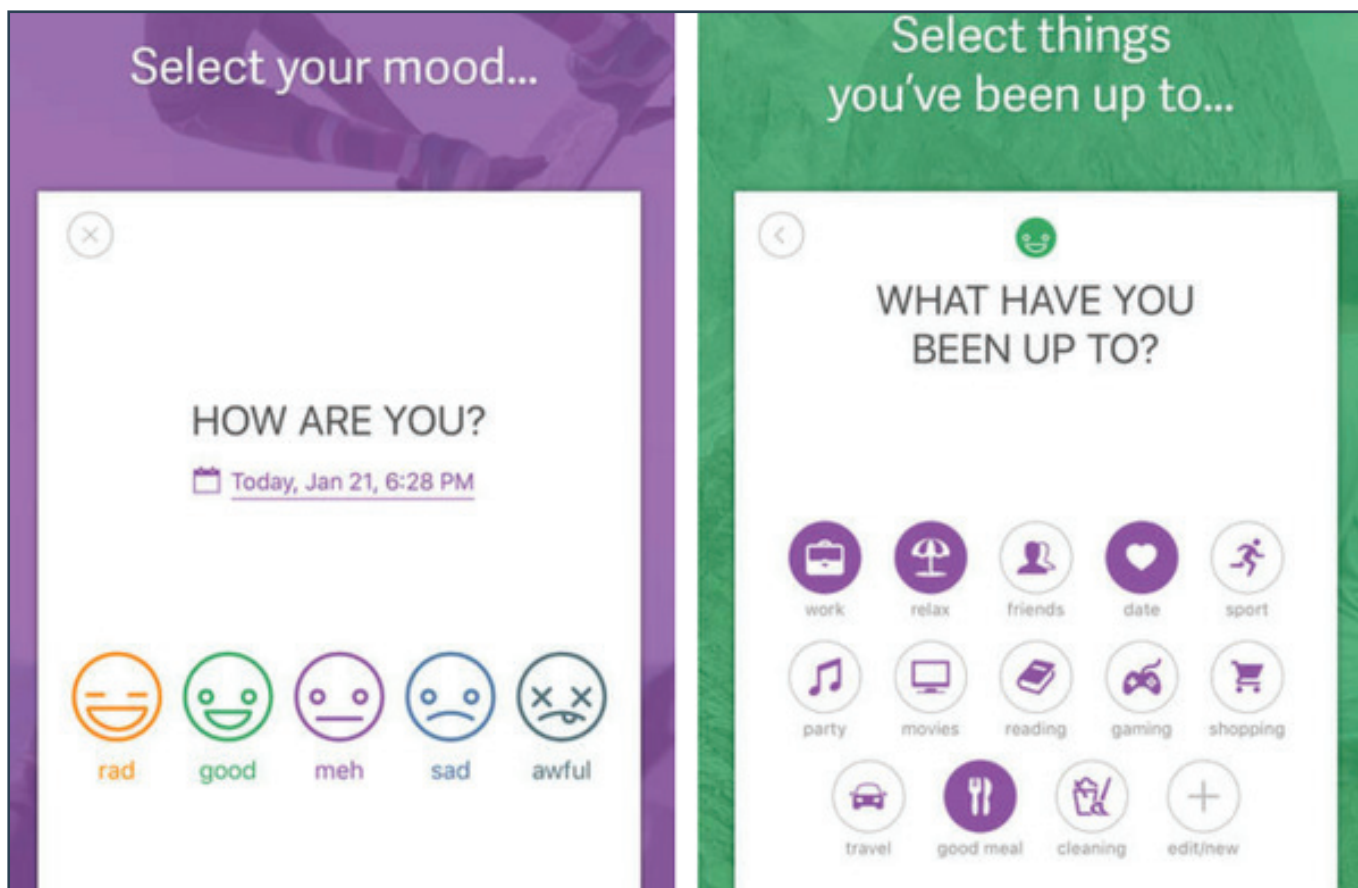 Select your mood...
HOW ARE YOU?
Today, Jan 21, 6:28 PM
rad good meh sad awful
Select things
you've been up to...
WHAT HAVE YOU
BEEN UP TO?
work relax friends date sport
party movies reading gaming shopping
travel good meal cleaning edit/new